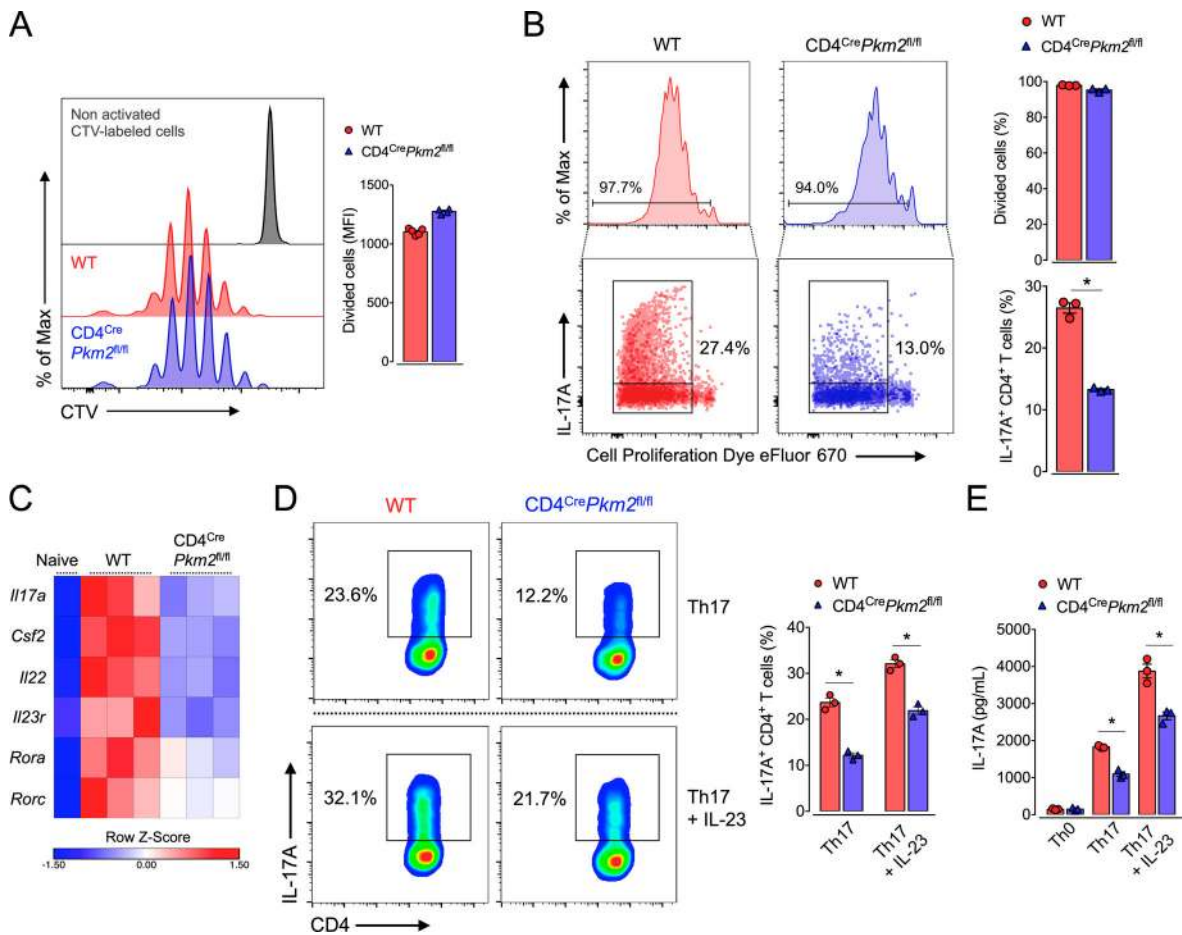 A
Non activated
CTV-labeled cells
WT
CD4Cre
Pkm2fl/fl
% of Max
CTV
WT
CD4CrePkm2fl/fl
Divided cells (MFI)
1500
1000
500
0
B
WT
CD4CrePkm2fl/fl
% of Max
97.7%
94.0%
IL-17A
27.4%
13.0%
Cell Proliferation Dye eFluor 670
WT
CD4CrePkm2fl/fl
Divided cells (%)
100
80
60
40
20
0
IL-17A+ CD4+ T cells (%)
30
20
10
0
*
C
Naive
WT
CD4Cre
Pkm2fl/fl
Il17a
Csf2
Il22
Il23r
Rora
Rorc
Row Z-Score
-1.50
0.00
1.50
D
WT
CD4CrePkm2fl/fl
23.6%
12.2%
Th17
32.1%
21.7%
Th17
+ IL-23
IL-17A
CD4
WT
CD4CrePkm2fl/fl
IL-17A+ CD4+ T cells (%)
40
30
20
10
0
*
*
Th17
Th17
+ IL-23
E
WT
CD4CrePkm2fl/fl
IL-17A (pg/mL)
5000
4000
3000
2000
1000
0
*
*
Th0
Th17
Th17
+ IL-23